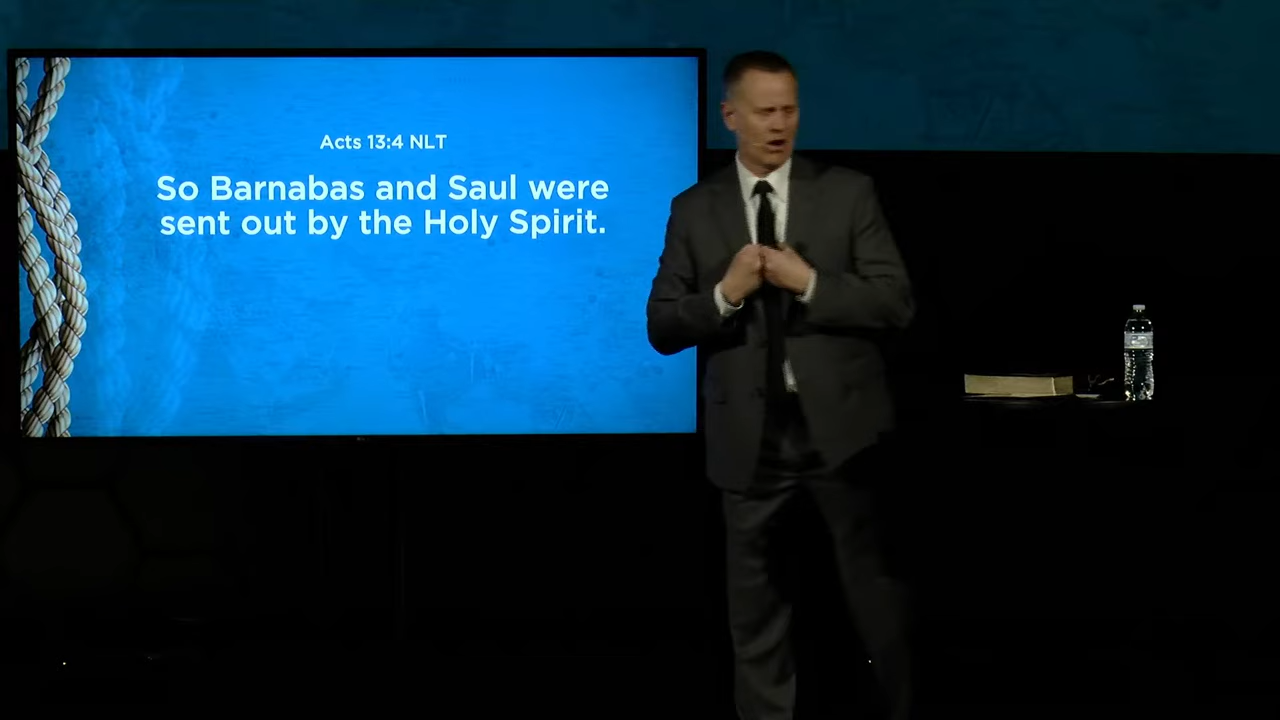 Acts 13:4 NLT
So Barnabas and Saul were
sent out by the Holy Spirit.